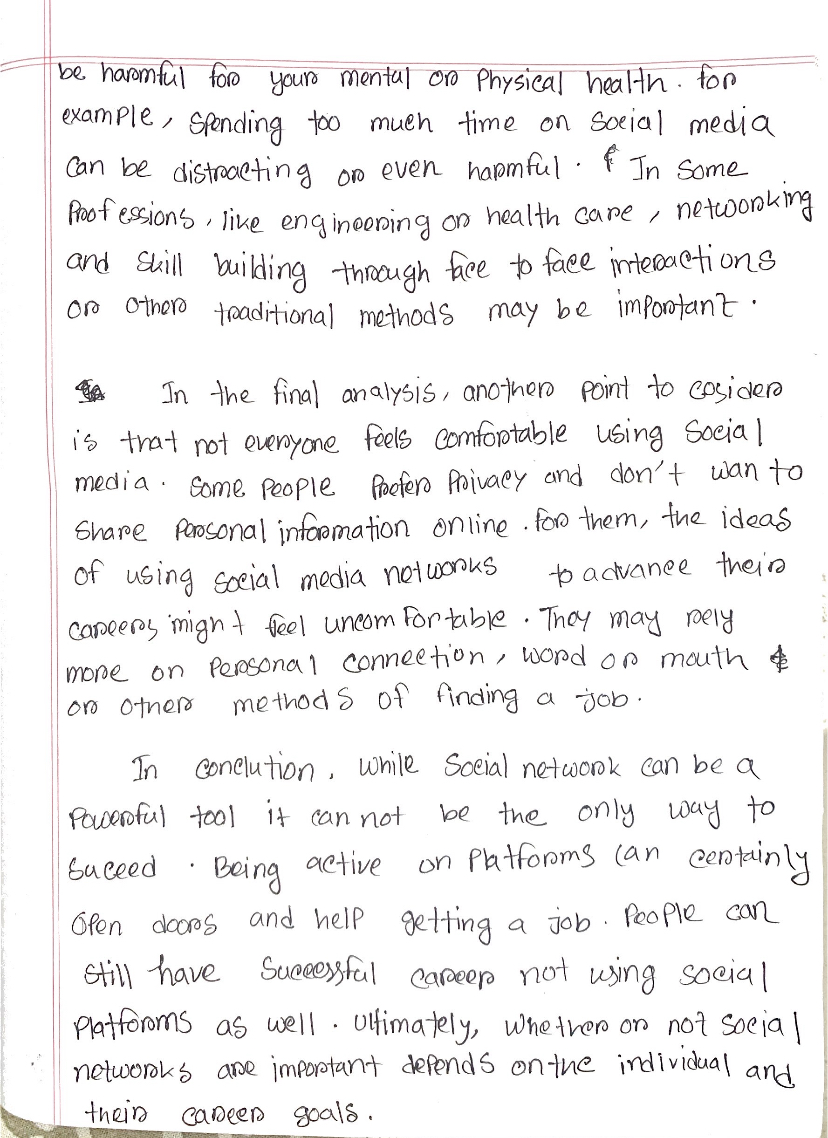 be harmful for your mental or Physical health. for
example, spending too much time on Social media
can be distracting or even harmful. In Some
Professions, like engineering or health care, networking
and skill building through face to face interactions
or other traditional methods may be important.
In the final analysis, another point to cosider
is that not everyone feels comfortable using Social
media. Some People Prefer Privacy and don't wan to
Share Personal information online. for them, the ideas
of using social media networks to advance their
careers might feel uncomfortable. They may rely
more on Personal connection, word or mouth
or other methods of finding a job.
In conclution, while Social network can be a
Powerful tool it can not be the only way to
Suceed. Being active on Platforms can certainly
Open doors and help getting a job. People can
still have Successful career not using social
Platforms as well. Ultimately, whether or not social
networks are important depends on the individual and
their career goals.